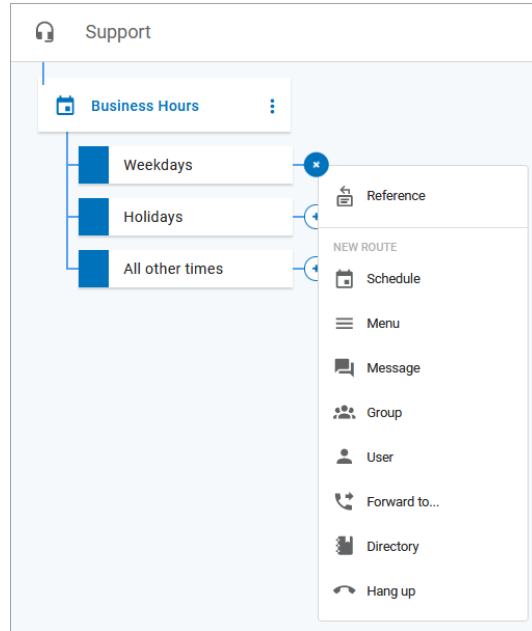 Support
Business Hours
Weekdays
Holidays
All other times
Reference
NEW ROUTE
Schedule
Menu
Message
Group
User
Forward to...
Directory
Hang up